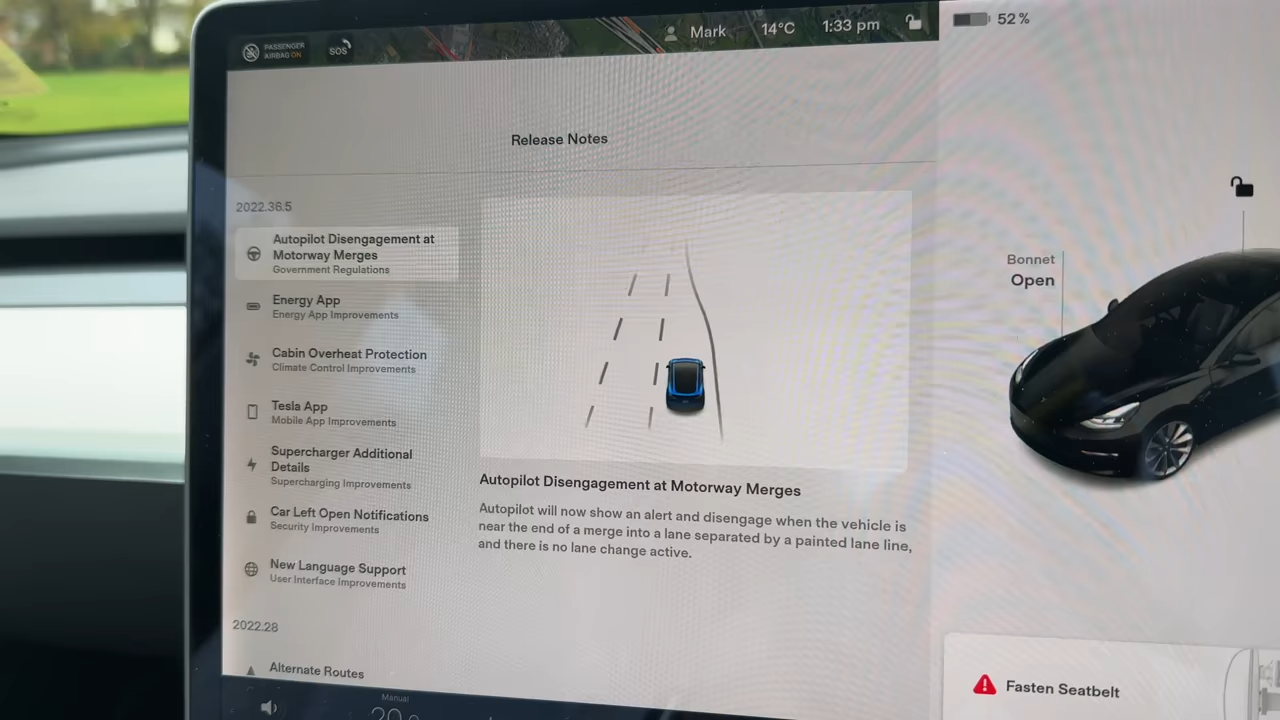 PASSENGER
AIRBAG ON
SOS
Mark
14°C
1:33 pm
52 %
Release Notes
2022.36.5
Autopilot Disengagement at
Motorway Merges
Government Regulations
Energy App
Energy App Improvements
Cabin Overheat Protection
Climate Control Improvements
Tesla App
Mobile App Improvements
Supercharger Additional
Details
Supercharging Improvements
Car Left Open Notifications
Security Improvements
New Language Support
User Interface Improvements
2022.28
Alternate Routes
Autopilot Disengagement at Motorway Merges
Autopilot will now show an alert and disengage when the vehicle is
near the end of a merge into a lane separated by a painted lane line,
and there is no lane change active.
Bonnet
Open
Fasten Seatbelt
Manual